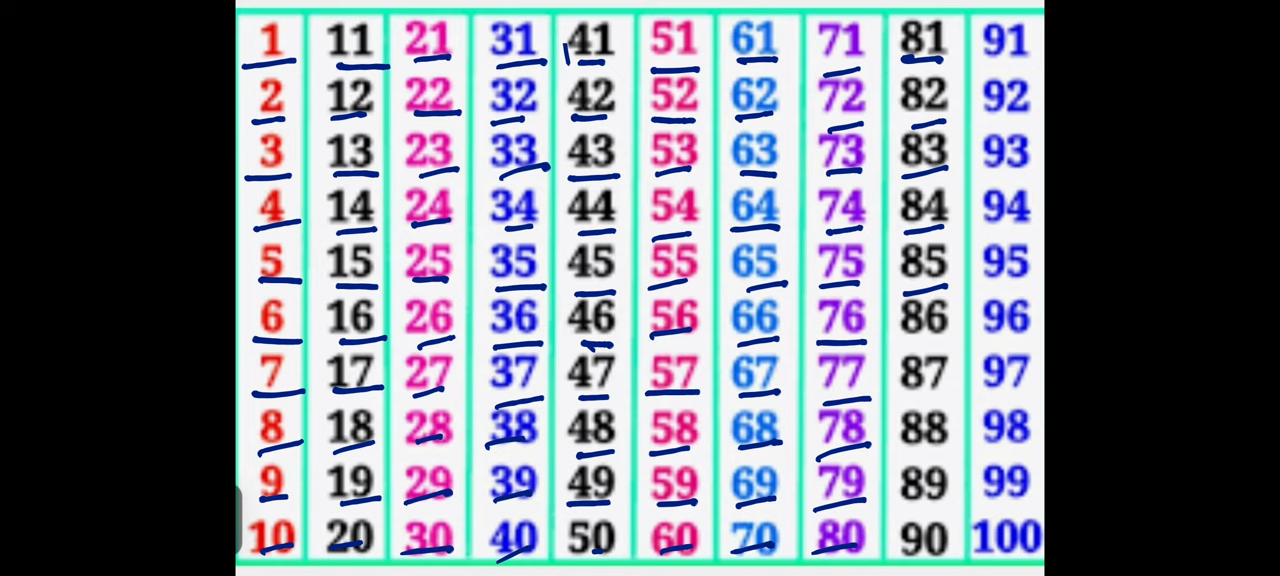 1 11 21 31 41 51 61 71 81 91
2 12 22 32 42 52 62 72 82 92
3 13 23 33 43 53 63 73 83 93
4 14 24 34 44 54 64 74 84 94
5 15 25 35 45 55 65 75 85 95
6 16 26 36 46 56 66 76 86 96
7 17 27 37 47 57 67 77 87 97
8 18 28 38 48 58 68 78 88 98
9 19 29 39 49 59 69 79 89 99
10 20 30 40 50 60 70 80 90 100